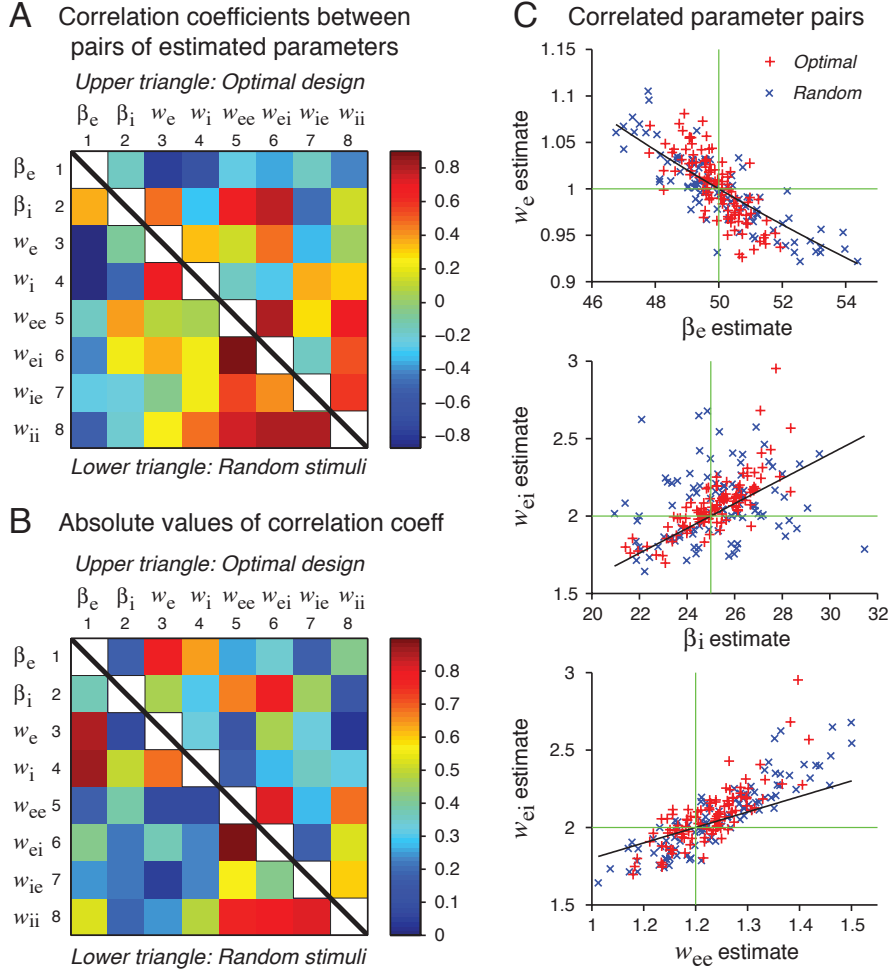 A Correlation coefficients between
pairs of estimated parameters
Upper triangle: Optimal design
βe βi we wi wee wei wie wii
1 2 3 4 5 6 7 8
βe 1
βi 2
we 3
wi 4
wee 5
wei 6
wie 7
wii 8
0.8
0.6
0.4
0.2
0
−0.2
−0.4
−0.6
−0.8
Lower triangle: Random stimuli
B Absolute values of correlation coeff
Upper triangle: Optimal design
βe βi we wi wee wei wie wii
1 2 3 4 5 6 7 8
βe 1
βi 2
we 3
wi 4
wee 5
wei 6
wie 7
wii 8
0.8
0.7
0.6
0.5
0.4
0.3
0.2
0.1
0
Lower triangle: Random stimuli
C Correlated parameter pairs
Optimal
Random
we estimate
1.15
1.1
1.05
1
0.95
0.9
46 48 50 52 54
βe estimate
wei estimate
3
2.5
2
1.5
20 22 24 26 28 30 32
βi estimate
wei estimate
3
2.5
2
1.5
1 1.2 1.2 1.3 1.4 1.5
wee estimate